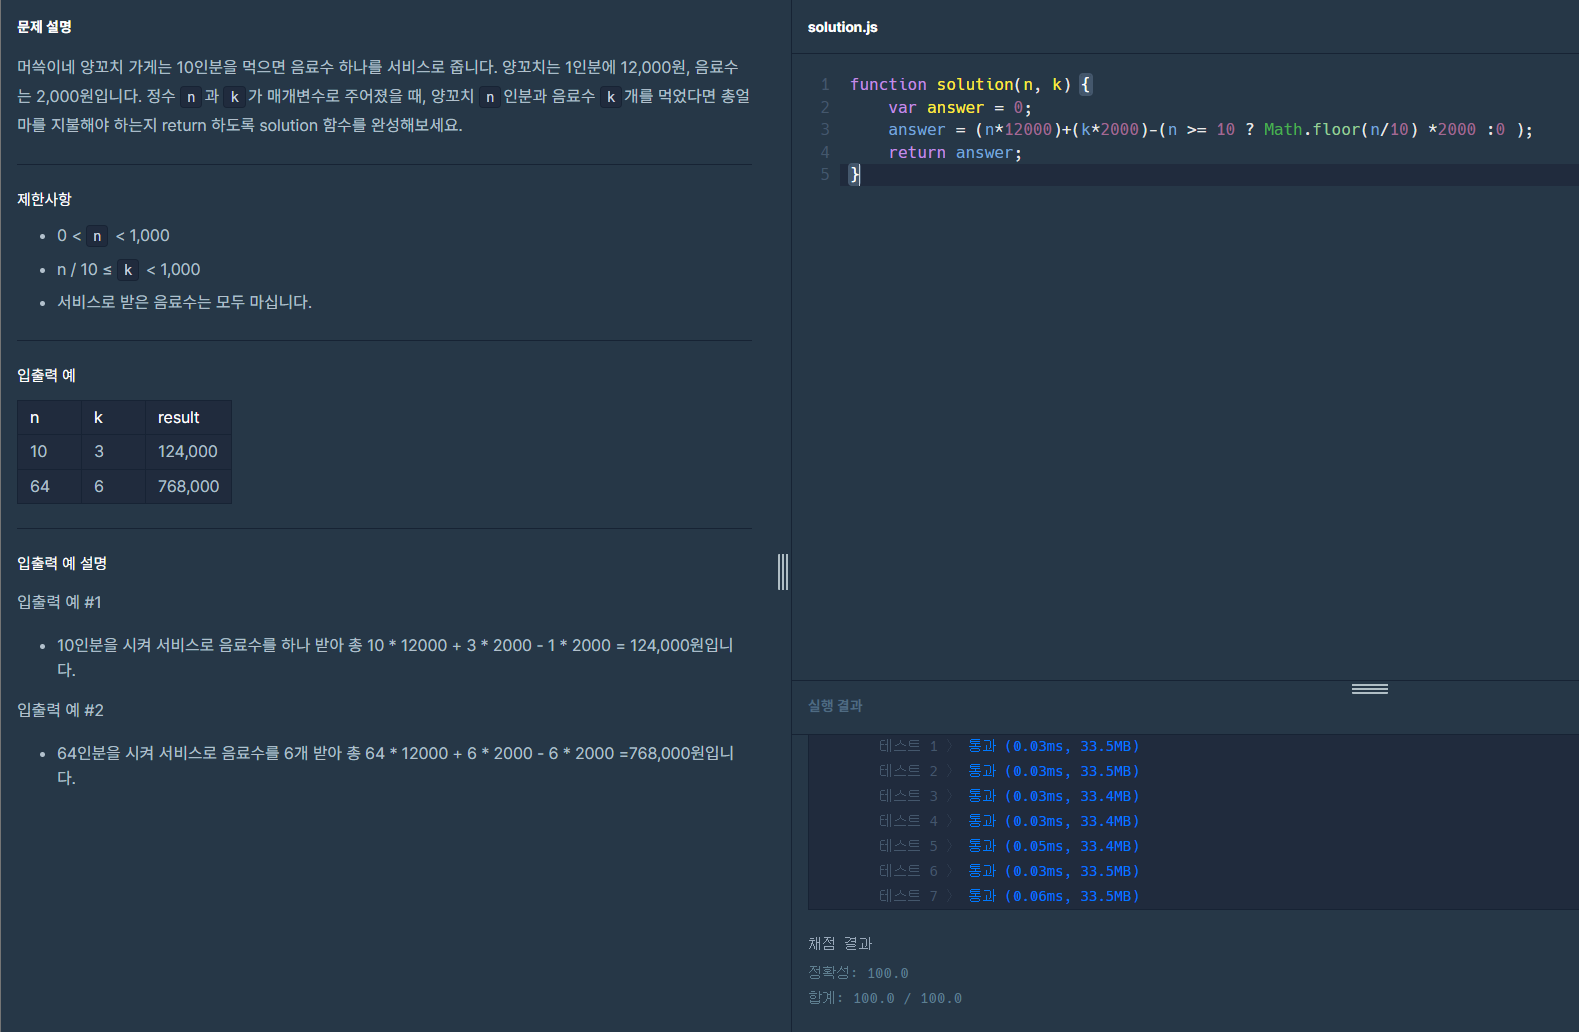 문제 설명
머쓱이네 양꼬치 가게는 10인분을 먹으면 음료수 하나를 서비스로 줍니다. 양꼬치는 1인분에 12,000원, 음료수
는 2,000원입니다. 정수 n 과 k 가 매개변수로 주어졌을 때, 양꼬치 n 인분과 음료수 k 개를 먹었다면 총얼
마를 지불해야 하는지 return 하도록 solution 함수를 완성해보세요.
제한사항
• 0 < n < 1,000
• n / 10 ≤ k < 1,000
• 서비스로 받은 음료수는 모두 마십니다.
입출력 예
n k result
10 3 124,000
64 6 768,000
입출력 예 설명
입출력 예 #1
• 10인분을 시켜 서비스로 음료수를 하나 받아 총 10 * 12000 + 3 * 2000 - 1 * 2000 = 124,000원입니
다.
입출력 예 #2
• 64인분을 시켜 서비스로 음료수를 6개 받아 총 64 * 12000 + 6 * 2000 - 6 * 2000 =768,000원입니
다.
solution.js
1 function solution(n, k) {
2     var answer = 0;
3     answer = (n*12000)+(k*2000)-(n >= 10 ? Math.floor(n/10) *2000 :0 );
4     return answer;
5 }
실행 결과
테스트 1 〉 통과 (0.03ms, 33.5MB)
테스트 2 〉 통과 (0.03ms, 33.5MB)
테스트 3 〉 통과 (0.03ms, 33.4MB)
테스트 4 〉 통과 (0.03ms, 33.4MB)
테스트 5 〉 통과 (0.05ms, 33.4MB)
테스트 6 〉 통과 (0.03ms, 33.5MB)
테스트 7 〉 통과 (0.06ms, 33.5MB)
채점 결과
정확성: 100.0
합계: 100.0 / 100.0